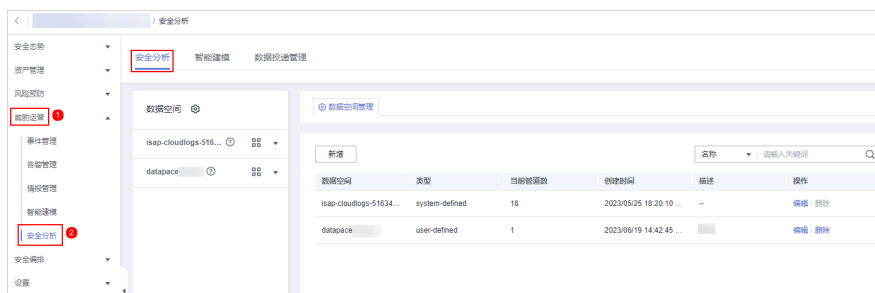 / 安全分析
安全态势
资产管理
风险预防
威胁运营 1
事件管理
告警管理
情报管理
智能建模
安全分析 2
安全编排
设置
安全分析 智能建模 数据投递管理
数据空间
isap-cloudlogs-516...
datapace
数据空间管理
新增 名称 请输入关键词
数据空间 类型 当前管道数 创建时间 描述 操作
isap-cloudlogs-51634... system-defined 16 2023/05/25 18:20:10 ... -- 编辑 删除
datapace user-defined 1 2023/06/19 14:42:45 ... 编辑 删除